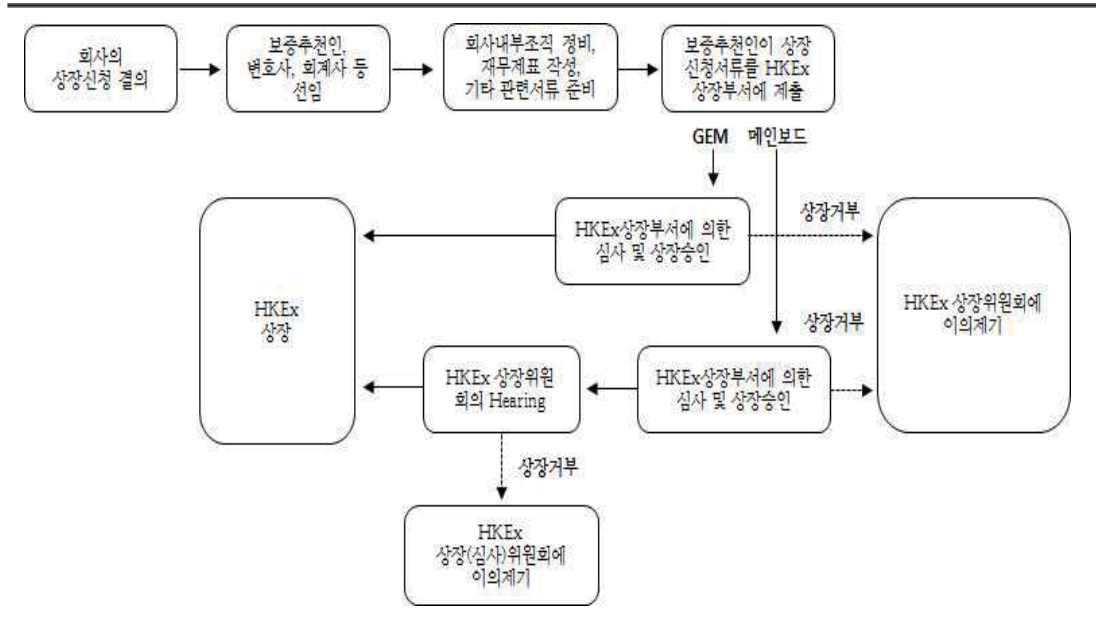 회사의
상장신청 결의
보증추천인,
변호사, 회계사 등
선임
회사내부조직 정비,
재무제표 작성,
기타 관련서류 준비
보증추천인이 상장
신청서류를 HKEx
상장부서에 제출
GEM 메인보드
HKEx
상장
HKEx상장부서에 의한
심사 및 상장승인
상장거부
HKEx 상장위원회에
이의제기
상장거부
HKEx 상장위원
회의 Hearing
HKEx상장부서에 의한
심사 및 상장승인
상장거부
HKEx
상장(심사)위원회에
이의제기